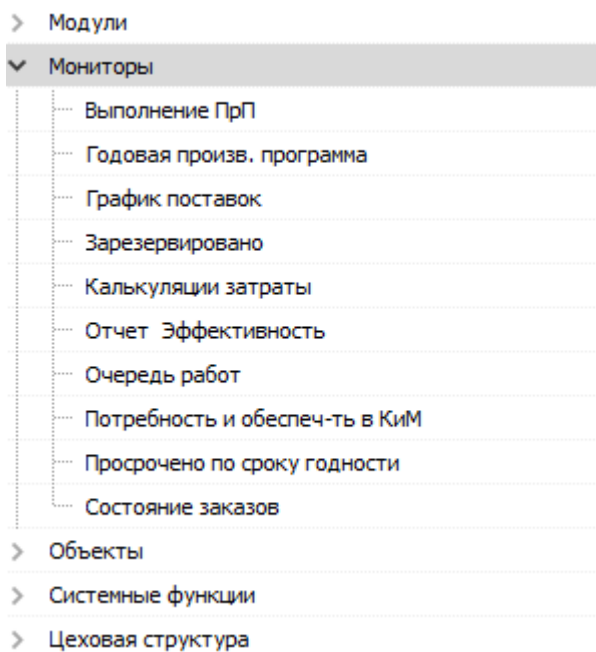 Модули
Мониторы
Выполнение ПрП
Годовая произв. программа
График поставок
Зарезервировано
Калькуляции затраты
Отчет  Эффективность
Очередь работ
Потребность и обеспеч-ть в КиМ
Просрочено по сроку годности
Состояние заказов
Объекты
Системные функции
Цеховая структура